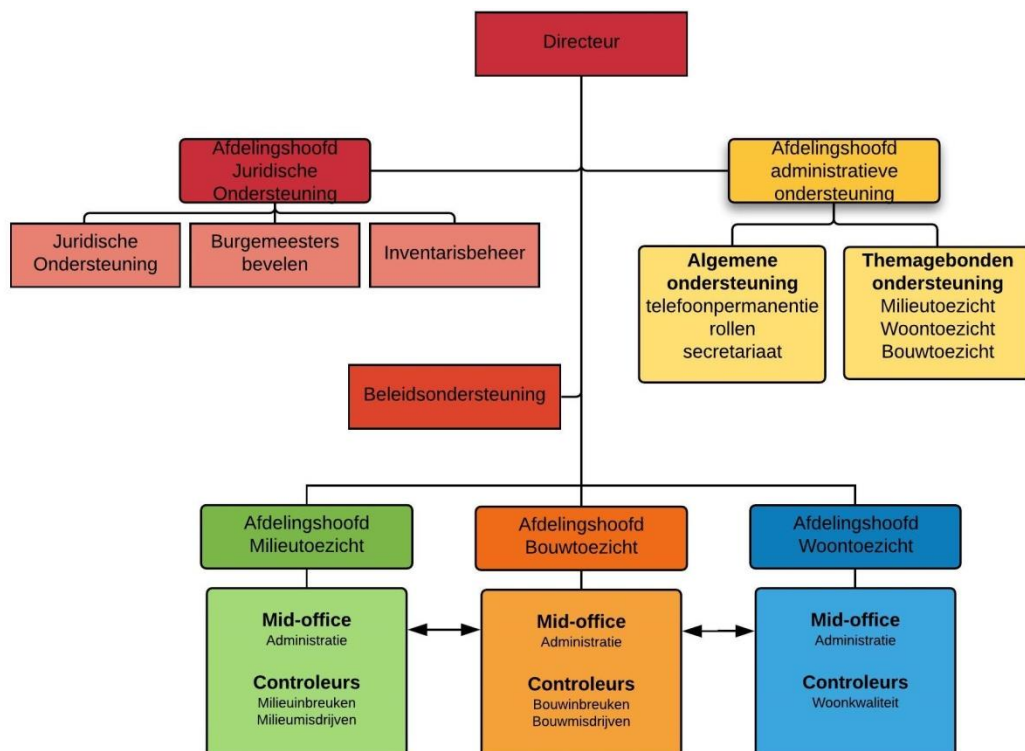 Directeur
Afdelingshoofd
Juridische
Ondersteuning
Afdelingshoofd
administratieve
ondersteuning
Juridische
Ondersteuning
Burgemeesters
bevelen
Inventarisbeheer
Algemene
ondersteuning
telefoonpermanentie
rollen
secretariaat
Themagebonden
ondersteuning
Milieutoezicht
Woontoezicht
Bouwtoezicht
Beleidsondersteuning
Afdelingshoofd
Milieutoezicht
Afdelingshoofd
Bouwtoezicht
Afdelingshoofd
Woontoezicht
Mid-office
Administratie
Controleurs
Milieuinbreuken
Milieumisdrijven
Mid-office
Administratie
Controleurs
Bouwinbreuken
Bouwmisdrijven
Mid-office
Administratie
Controleurs
Woonkwaliteit